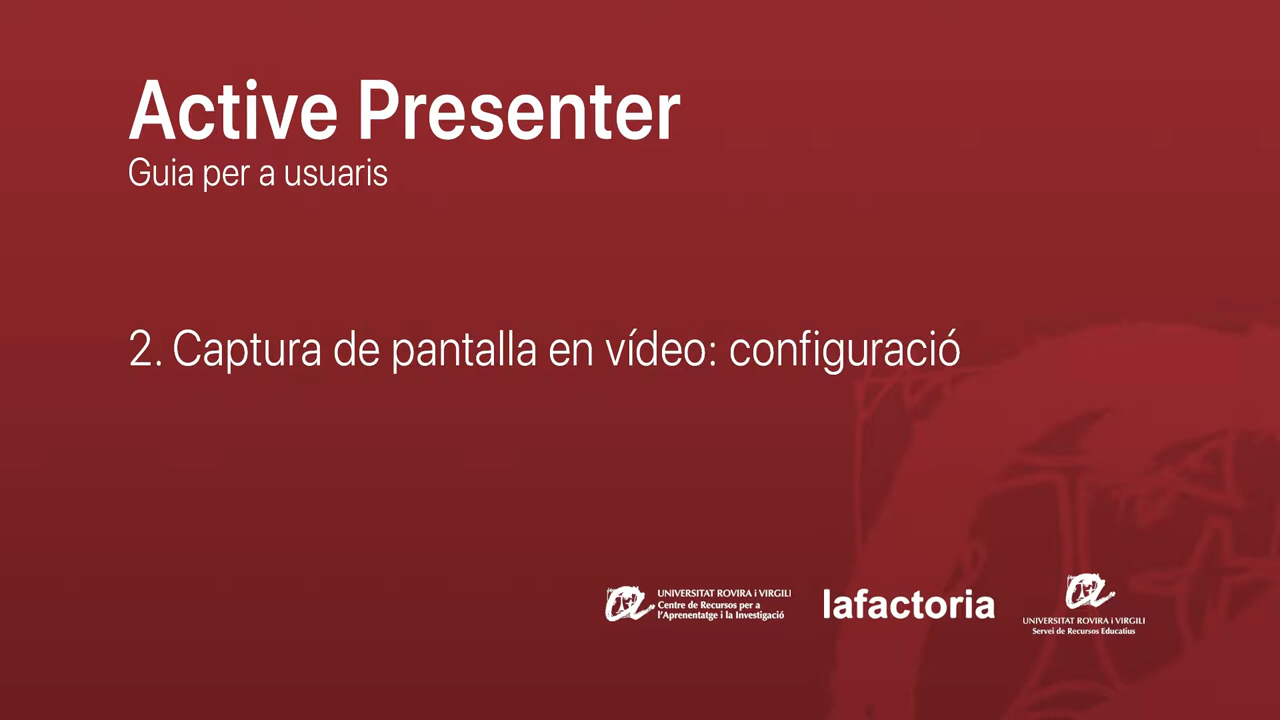 Active Presenter
Guia per a usuaris
2. Captura de pantalla en vídeo: configuració
UNIVERSITAT ROVIRA i VIRGILI
Centre de Recursos per a
l'Aprenentatge i la Investigació
lafactoria
UNIVERSITAT ROVIRA i VIRGILI
Servei de Recursos Educatius